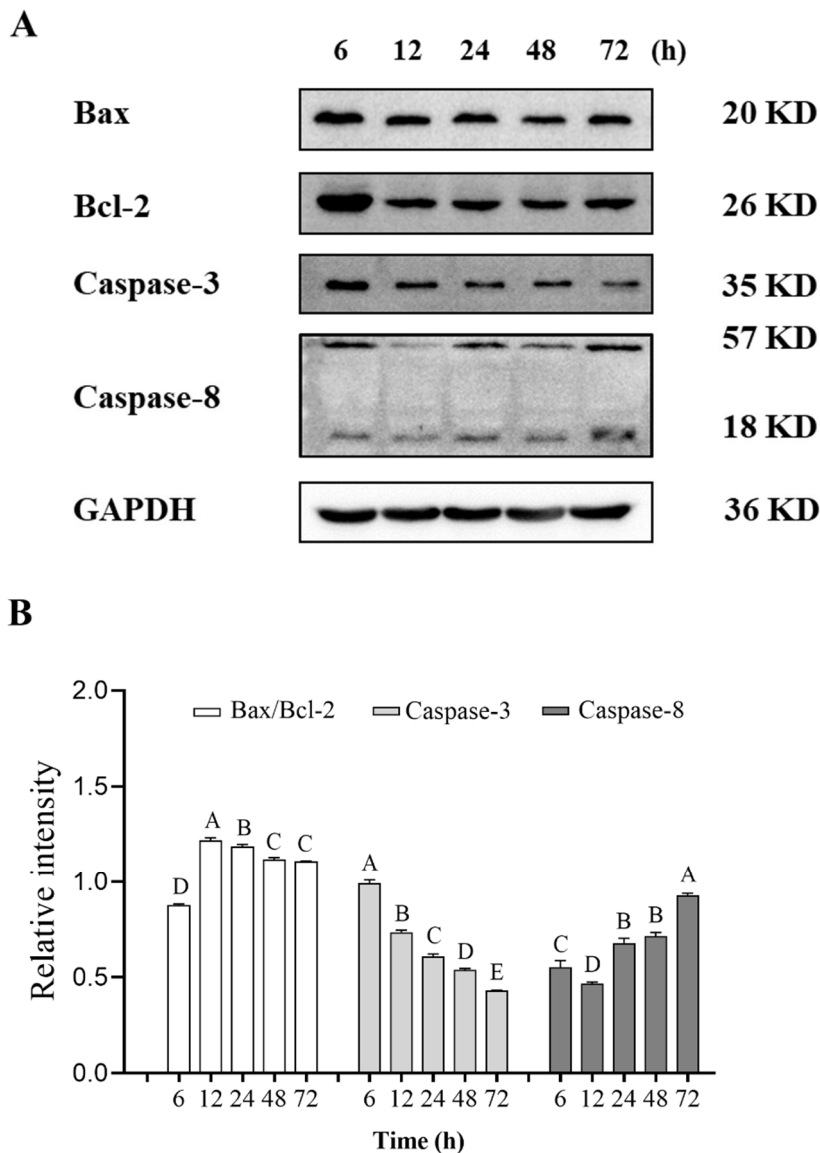 A
6 12 24 48 72 (h)
Bax 20 KD
Bcl-2 26 KD
Caspase-3 35 KD
57 KD
Caspase-8
18 KD
GAPDH 36 KD
B
2.0
Bax/Bcl-2 Caspase-3 Caspase-8
1.5
1.0
0.5
0.0
Relative intensity
D A B C C
A B C D E
C D B B A
6 12 24 48 72 6 12 24 48 72 6 12 24 48 72
Time (h)